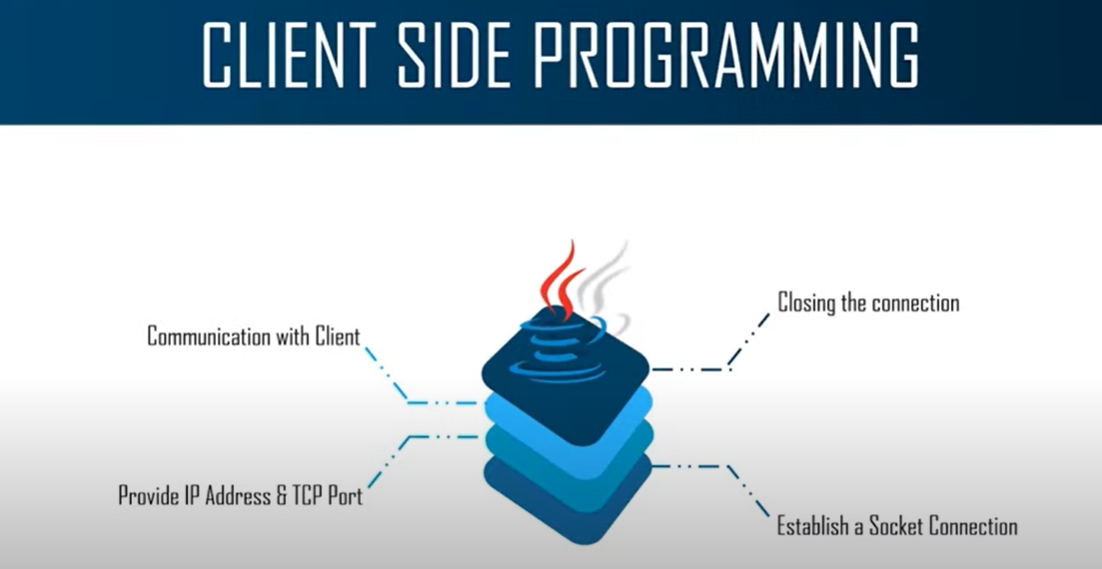 CLIENT SIDE PROGRAMMING
Closing the connection
Communication with Client
Provide IP Address & TCP Port
Establish a Socket Connection